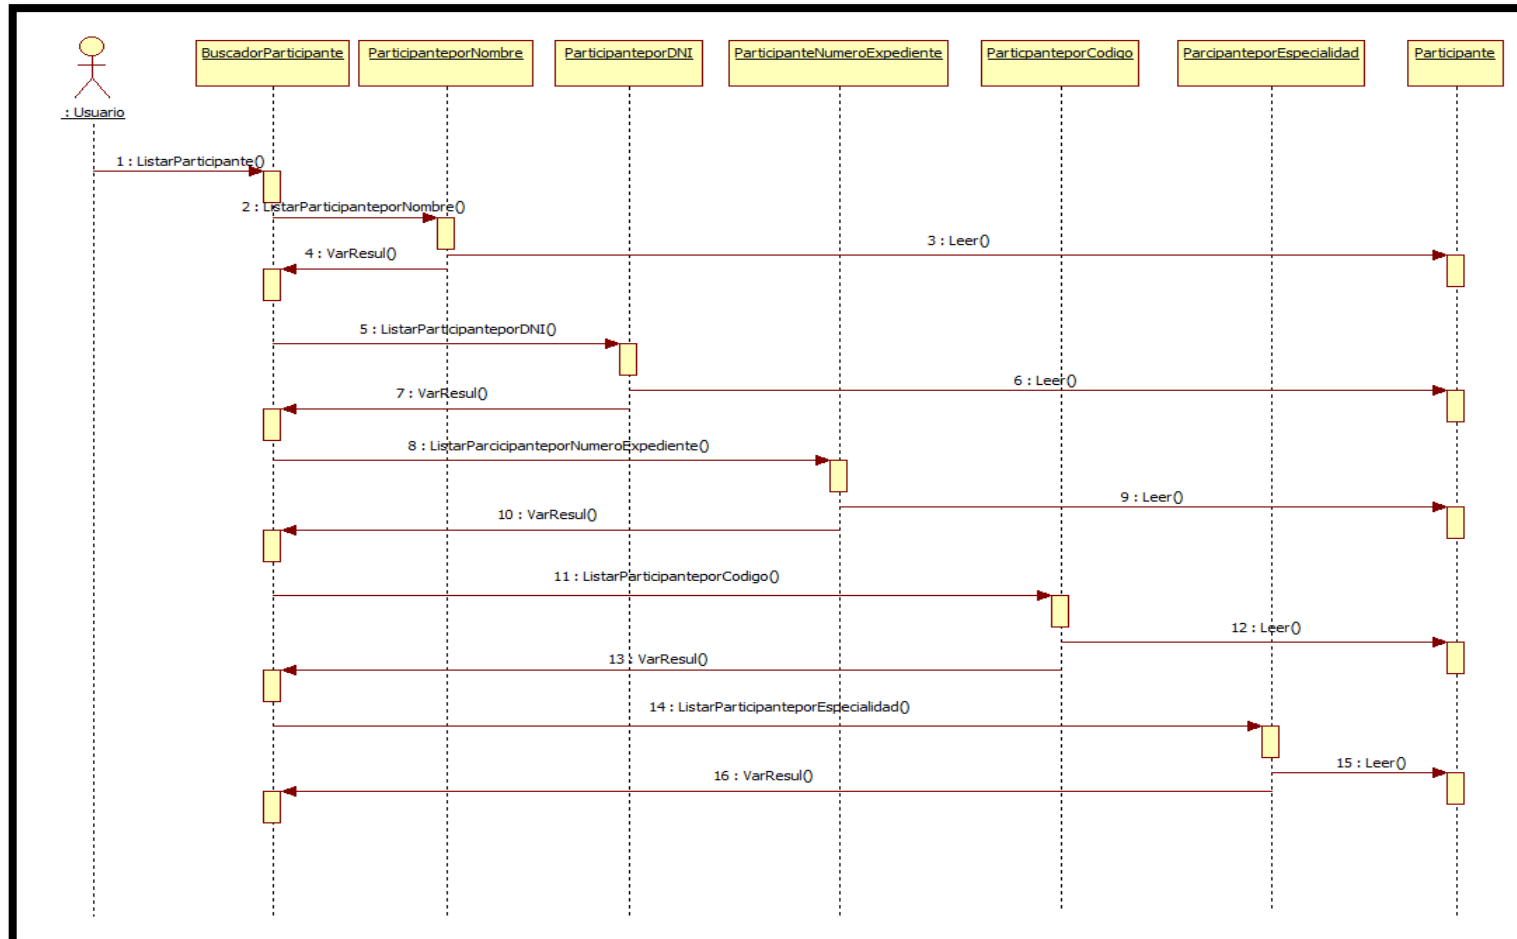 BuscadorParticipante
ParticipanteporNombre
ParticipanteporDNI
ParticipanteNumeroExpediente
ParticpanteporCodigo
ParcipanteporEspecialidad
Participante
: Usuario
1 : ListarParticipante()
2 : ListarParticipanteporNombre()
3 : Leer()
4 : VarResul()
5 : ListarParticipanteporDNI()
6 : Leer()
7 : VarResul()
8 : ListarParcicipanteporNumeroExpediente()
9 : Leer()
10 : VarResul()
11 : ListarParticipanteporCodigo()
12 : Leer()
13 : VarResul()
14 : ListarParticipanteporEspecialidad()
15 : Leer()
16 : VarResul()